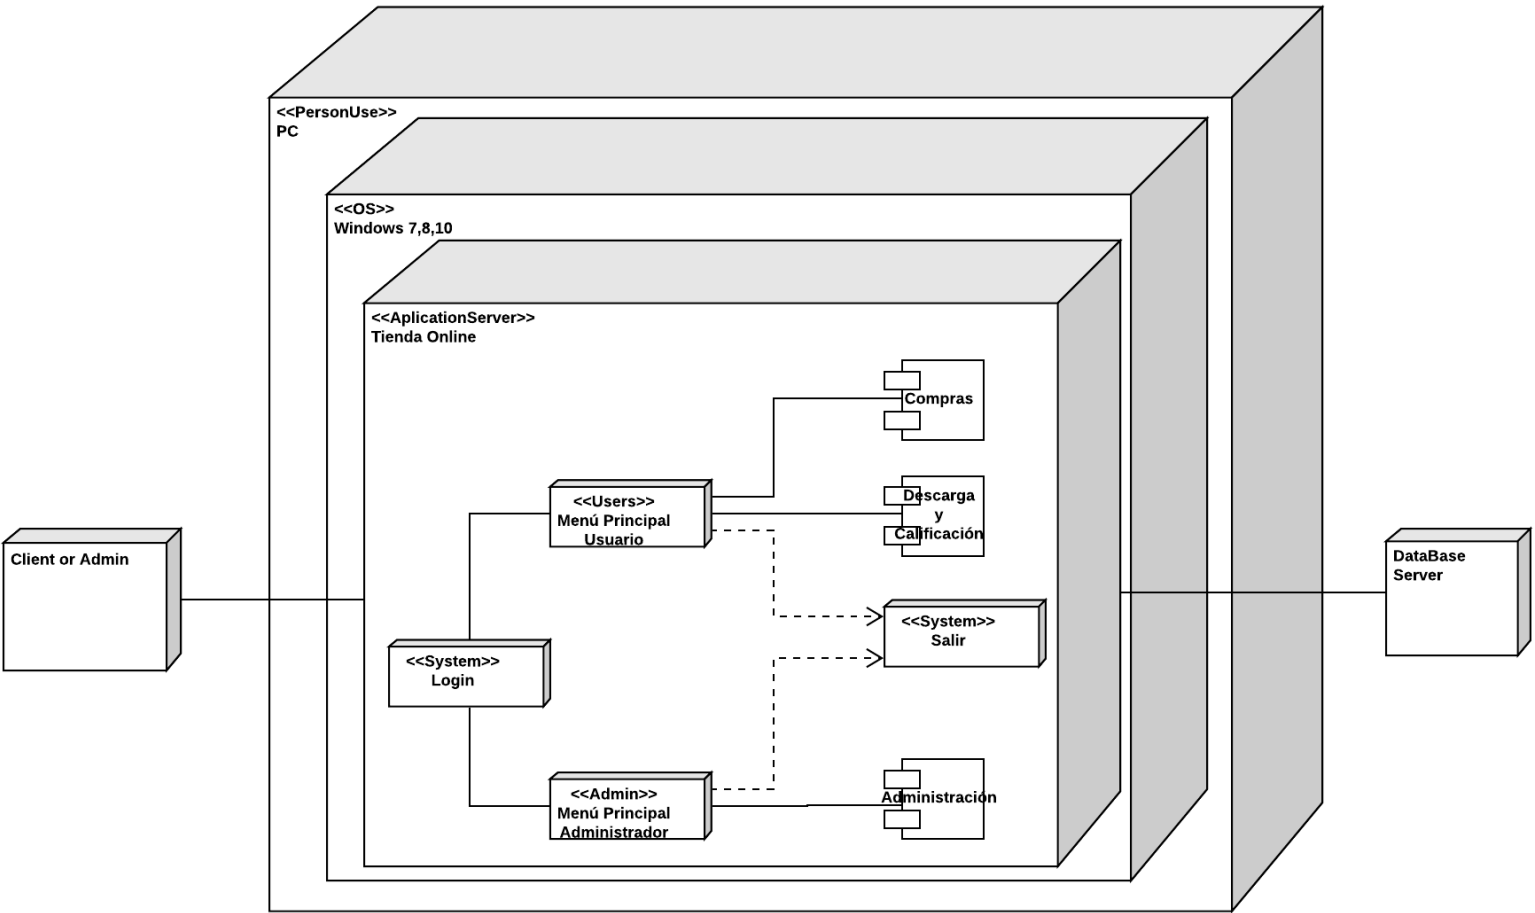 <<PersonUse>>
PC
<<OS>>
Windows 7,8,10
<<AplicationServer>>
Tienda Online
Compras
<<Users>>
Menú Principal
Usuario
Descarga
y
Calificación
Client or Admin
DataBase
Server
<<System>>
Salir
<<System>>
Login
<<Admin>>
Menú Principal
Administrador
Administración